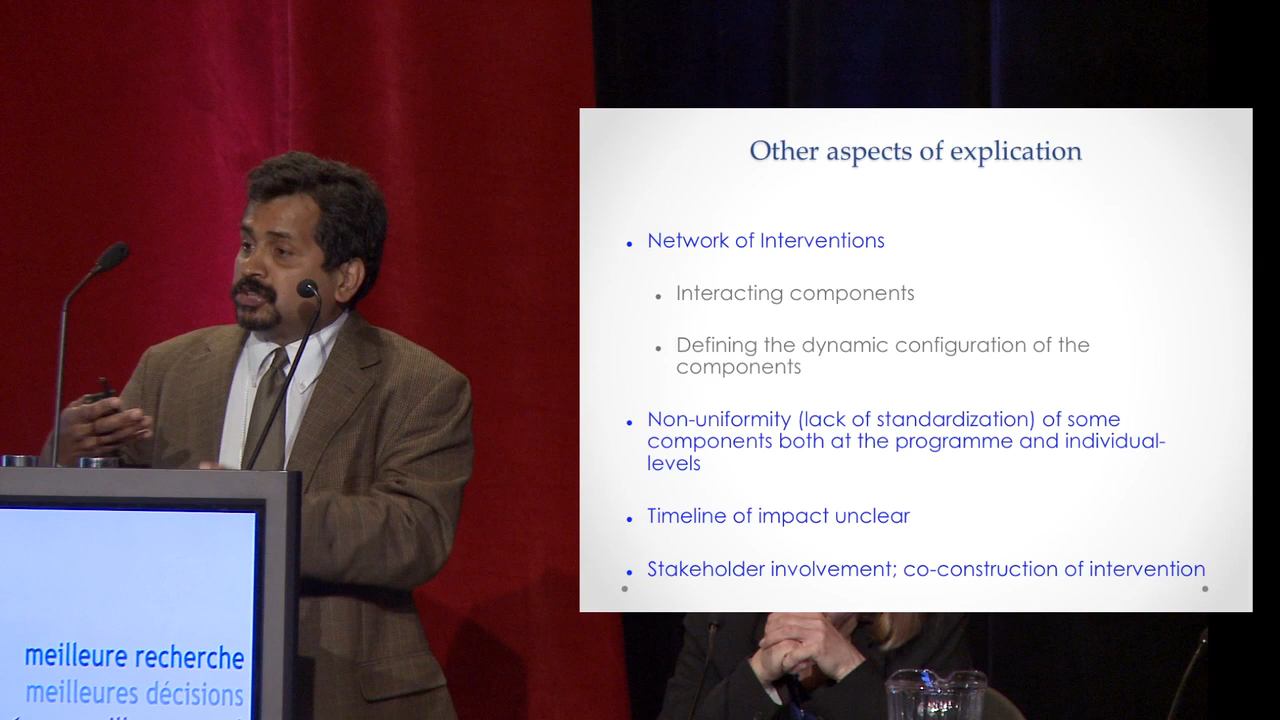 Other aspects of explication
Network of Interventions
Interacting components
Defining the dynamic configuration of the
components
Non-uniformity (lack of standardization) of some
components both at the programme and individual-
levels
Timeline of impact unclear
Stakeholder involvement; co-construction of intervention
meilleure recherche
meilleures décisions